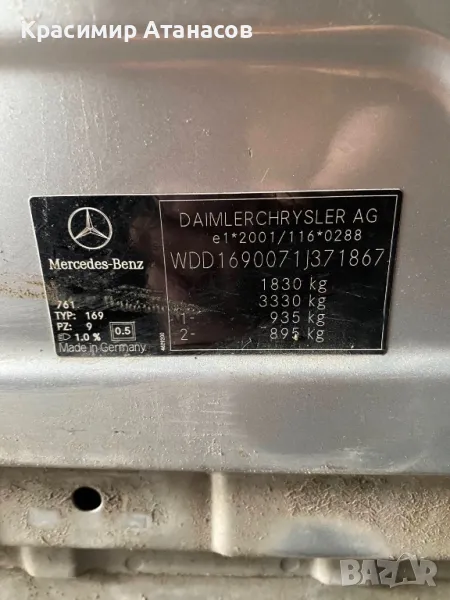 Красимир Атанасов
DAIMLERCHRYSLER AG
e1*2001/116*0288
WDD1690071J371867
1830 kg
3330 kg
1- 935 kg
2- 895 kg
Mercedes-Benz
761
TYP: 169
PZ: 9
1.0 % 0.5
Made in Germany
BAZAR